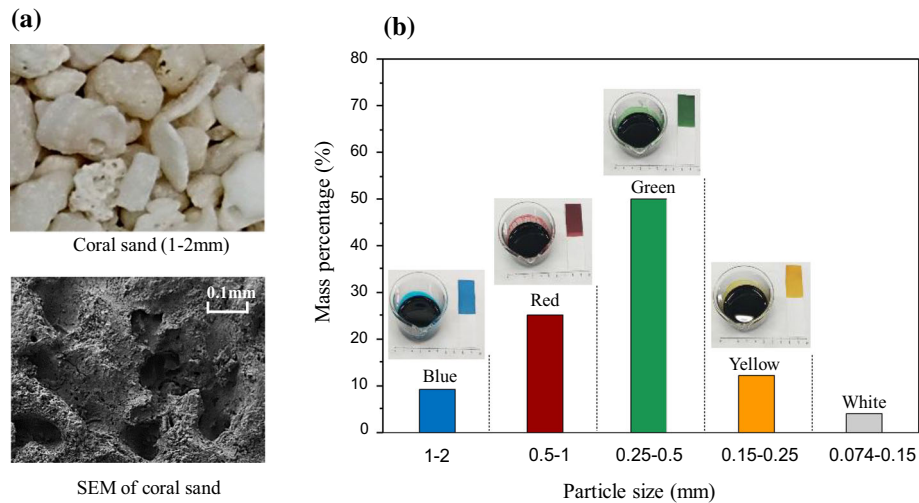 (a)
Coral sand (1-2mm)
0.1mm
SEM of coral sand
(b)
Mass percentage (%)
80
70
60
50
40
30
20
10
0
Blue
Red
Green
Yellow
White
1-2
0.5-1
0.25-0.5
0.15-0.25
0.074-0.15
Particle size (mm)